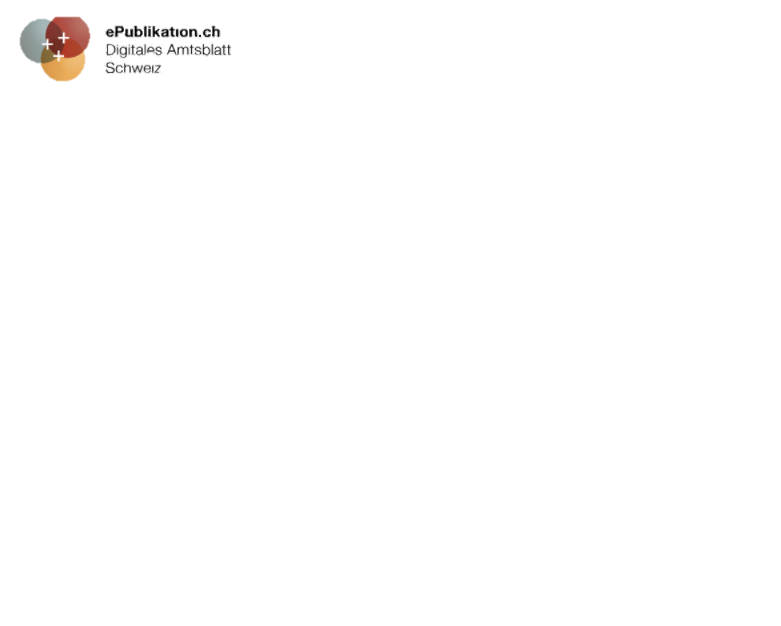 ePublikation.ch
Digitales Amtsblatt
Schweiz